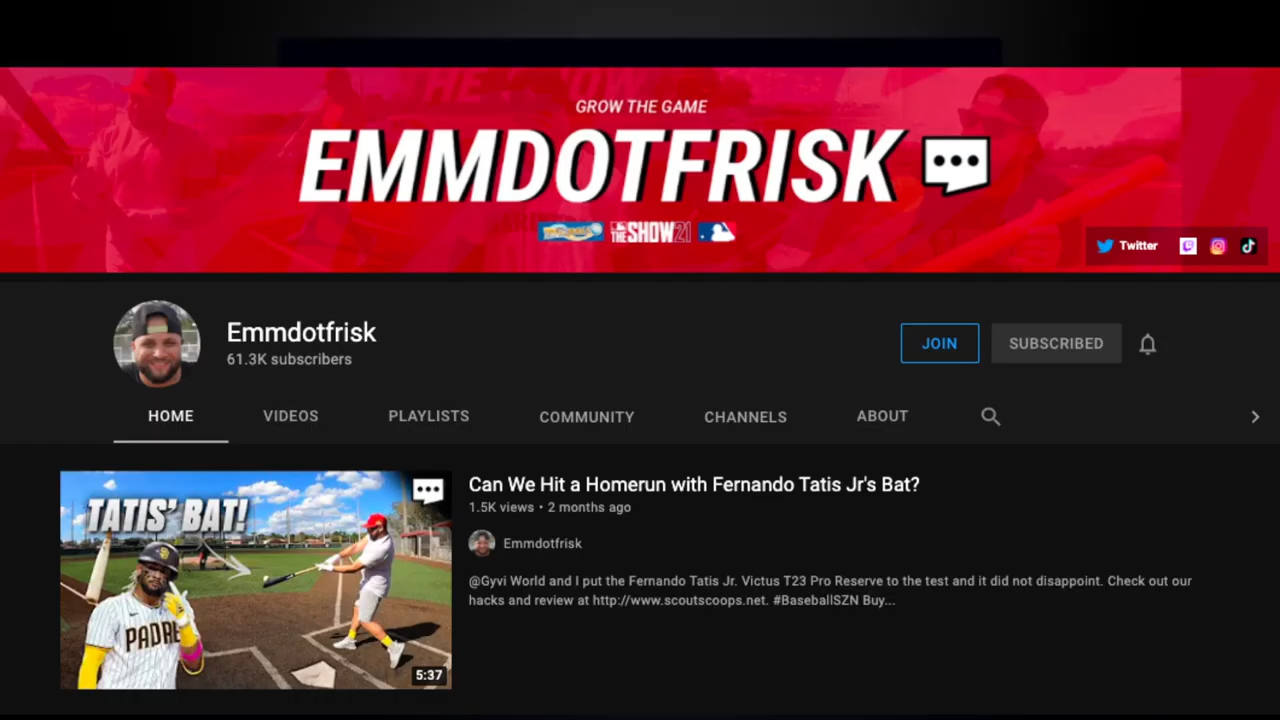 GROW THE GAME
EMMDOTFRISK
THE SHOW 21
Twitter
Emmdotfrisk
61.3K subscribers
JOIN
SUBSCRIBED
HOME
VIDEOS
PLAYLISTS
COMMUNITY
CHANNELS
ABOUT
TATIS' BAT!
PADRE
5:37
Can We Hit a Homerun with Fernando Tatis Jr's Bat?
1.5K views • 2 months ago
Emmdotfrisk
@Gyvi World and I put the Fernando Tatis Jr. Victus T23 Pro Reserve to the test and it did not disappoint. Check out our
hacks and review at http://www.scoutscoops.net. #BaseballSZN Buy...